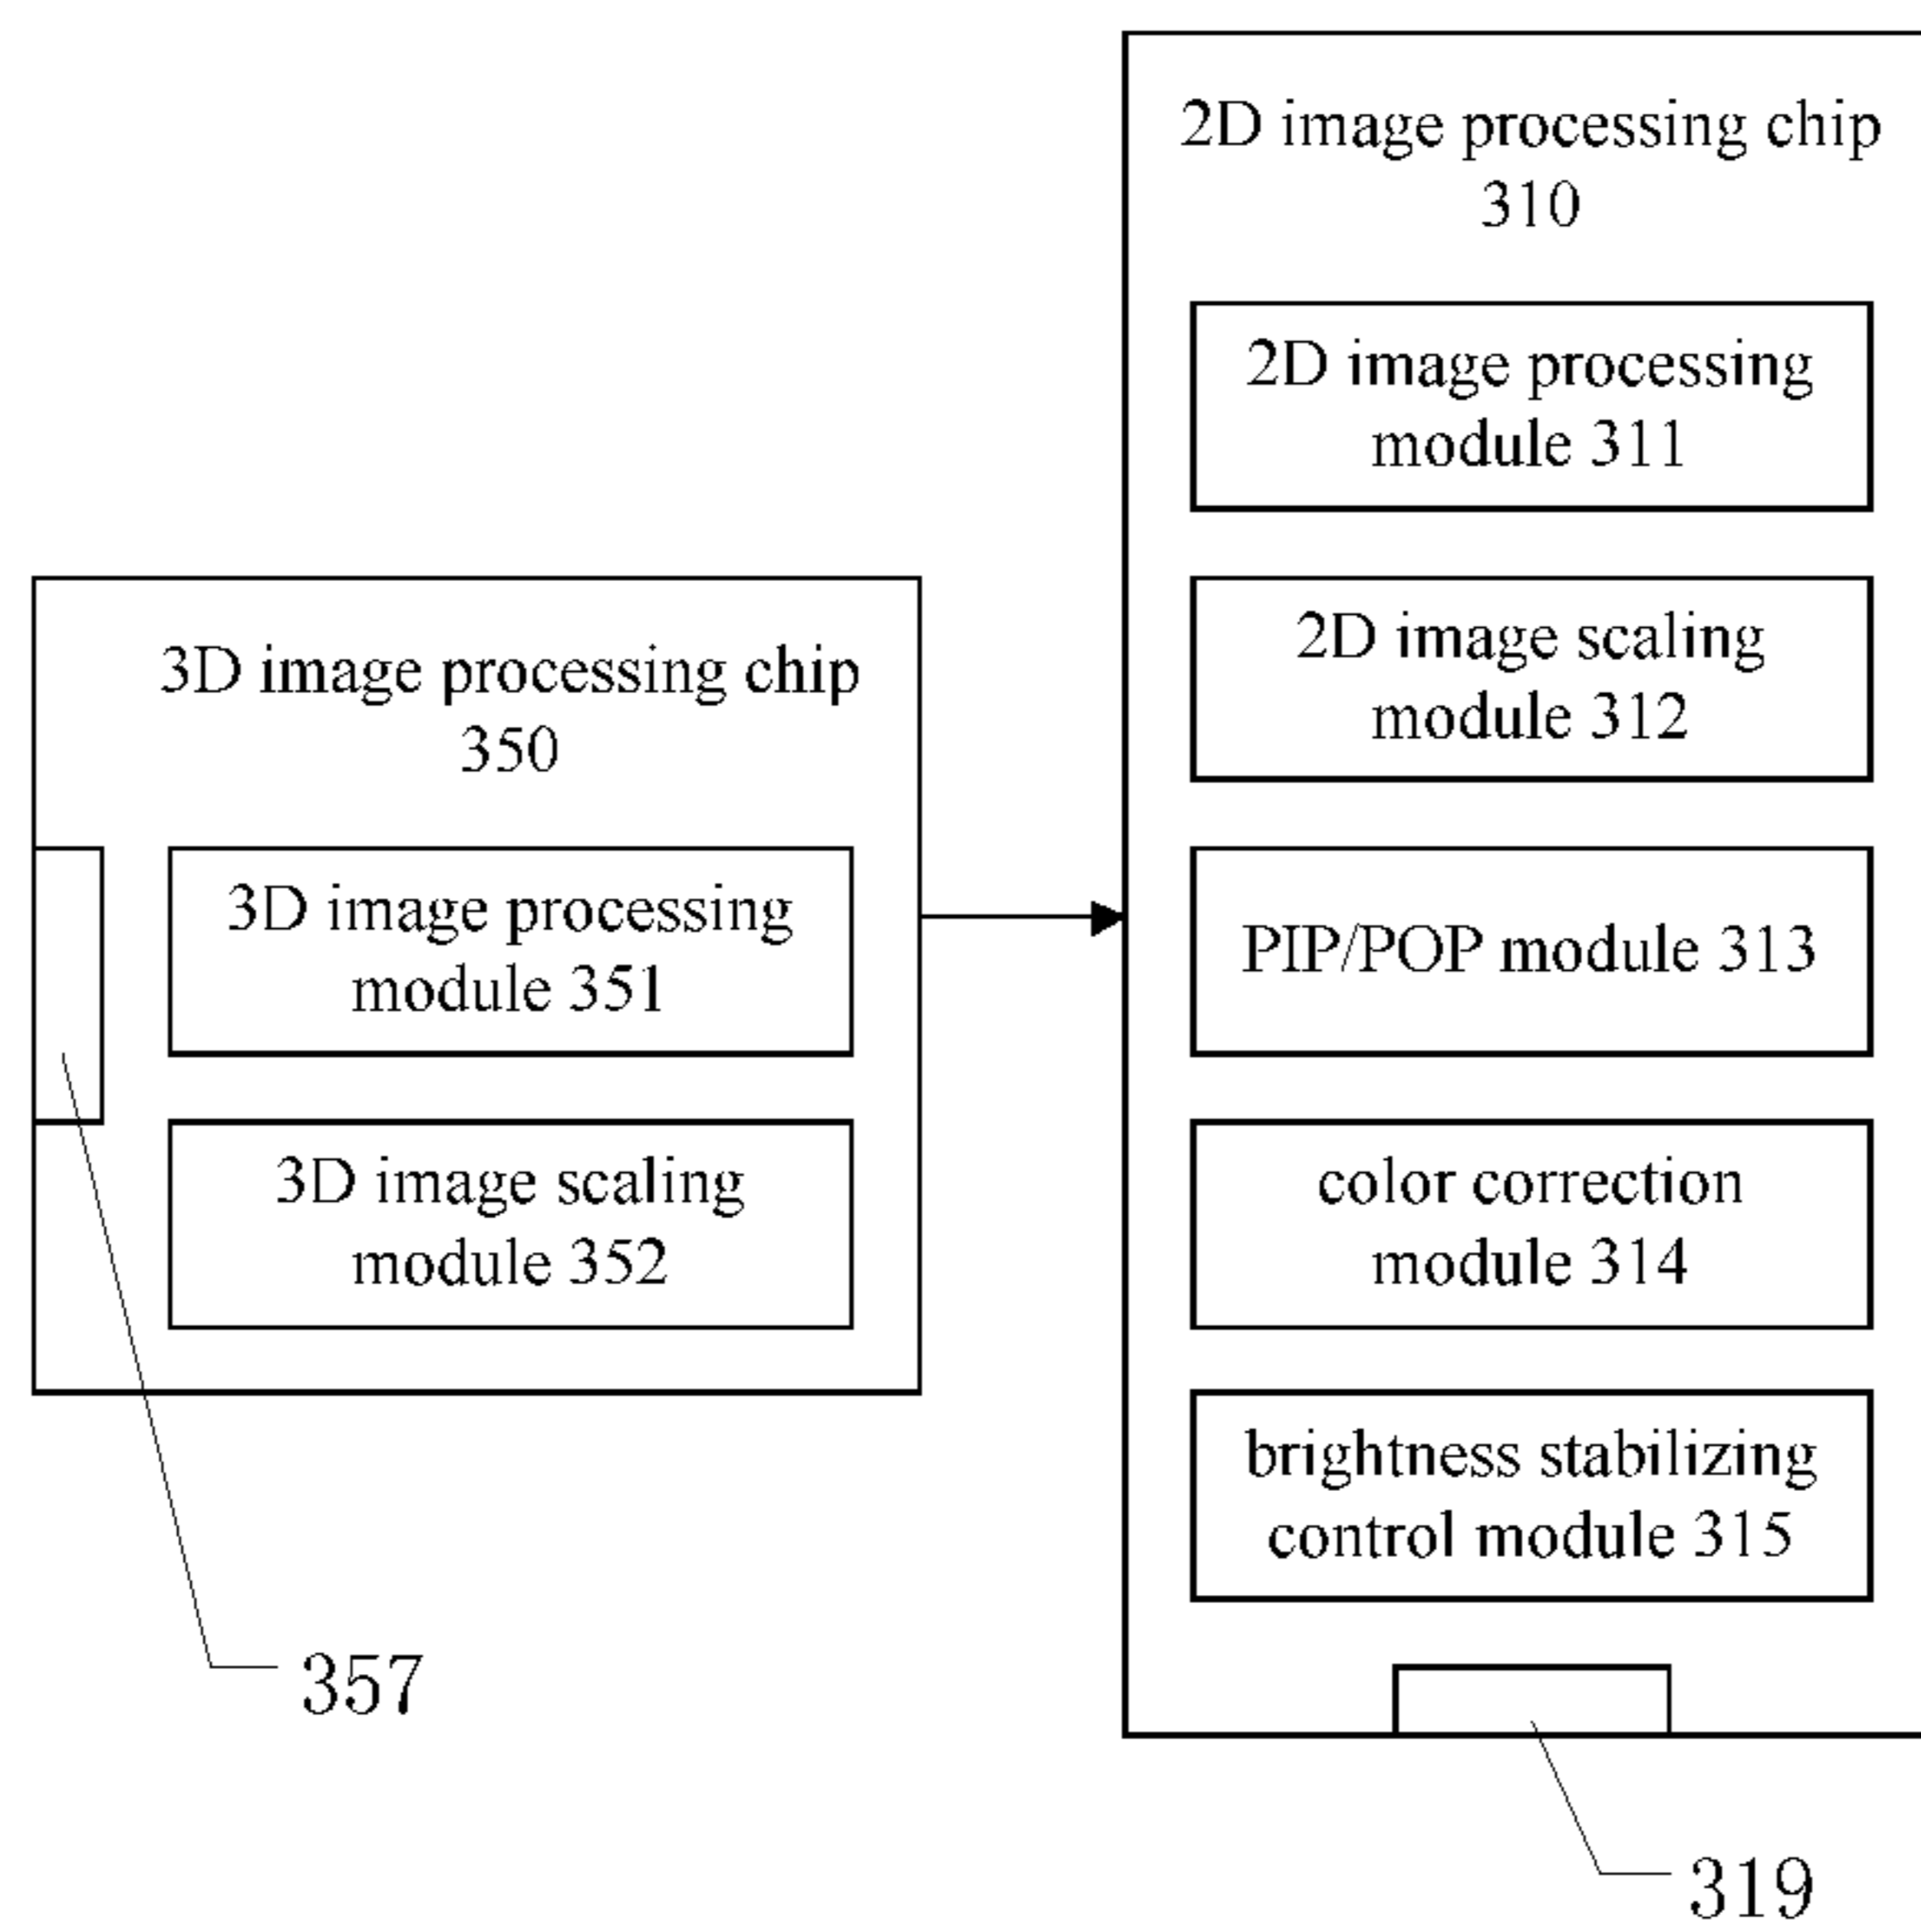 3D image processing chip
350
3D image processing
module 351
3D image scaling
module 352
357
2D image processing chip
310
2D image processing
module 311
2D image scaling
module 312
PIP/POP module 313
color correction
module 314
brightness stabilizing
control module 315
319